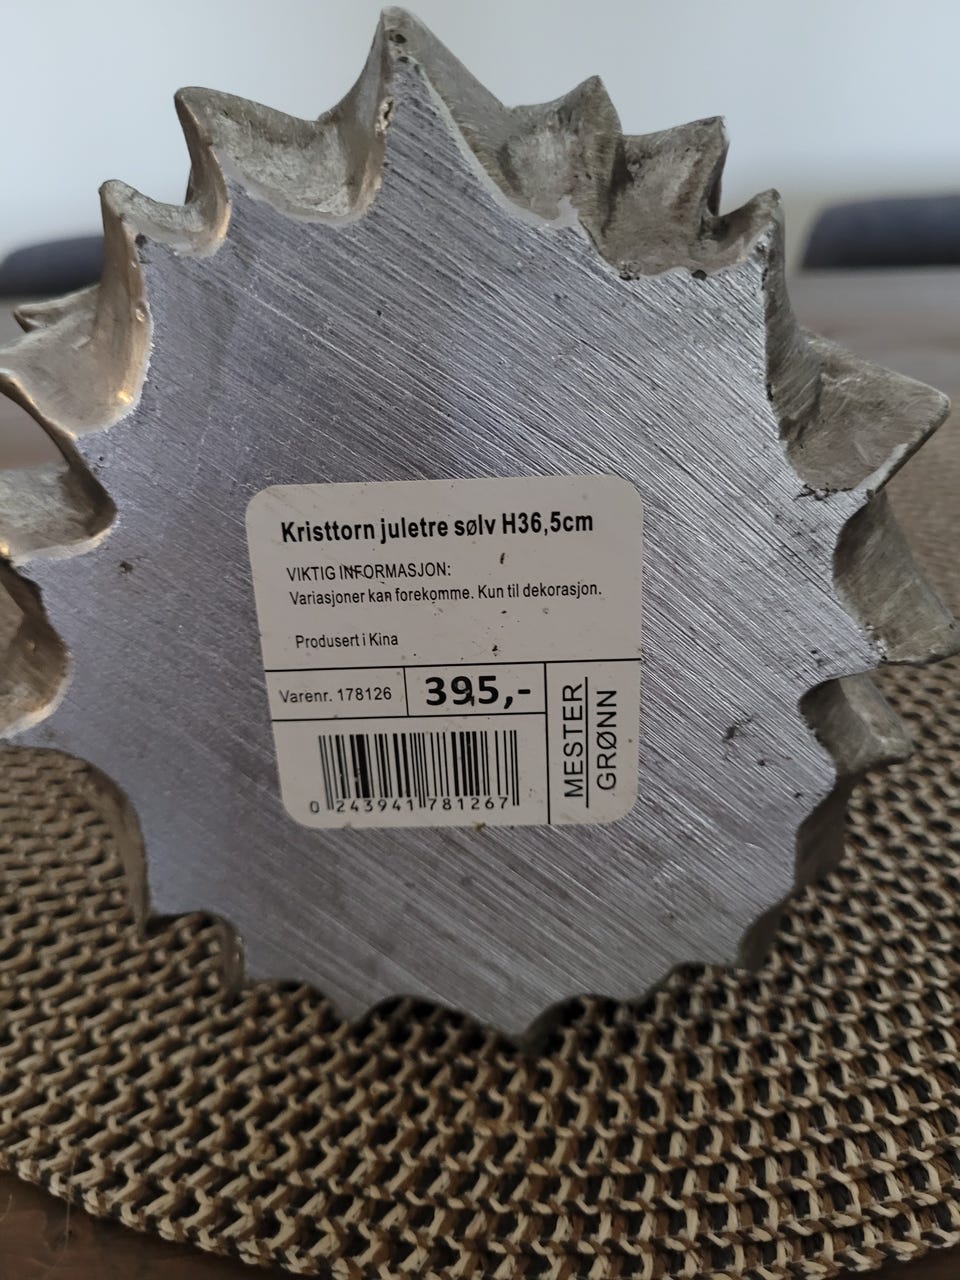 Kristtorn juletre sølv H36,5cm
VIKTIG INFORMASJON:
Variasjoner kan forekomme. Kun til dekorasjon.
Produsert i Kina
Varenr. 178126
395,-
MESTER
GRØNN
0 243941 781267